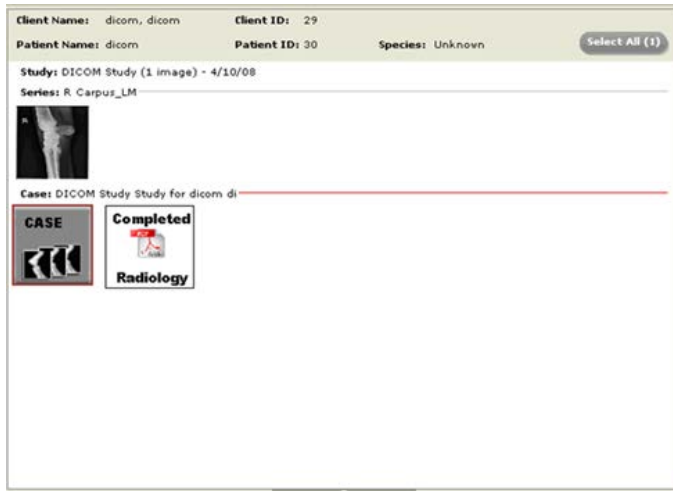 Client Name: dicom, dicom Client ID: 29
Patient Name: dicom Patient ID: 30 Species: Unknown Select All (1)
Study: DICOM Study (1 image) - 4/10/08
Series: R Carpus_LM
R
Case: DICOM Study Study for dicom di
CASE
Completed
PDF
Radiology